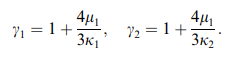 γ₁ = 1 + 4μ₁/3κ₁, γ₂ = 1 + 4μ₁/3κ₂.